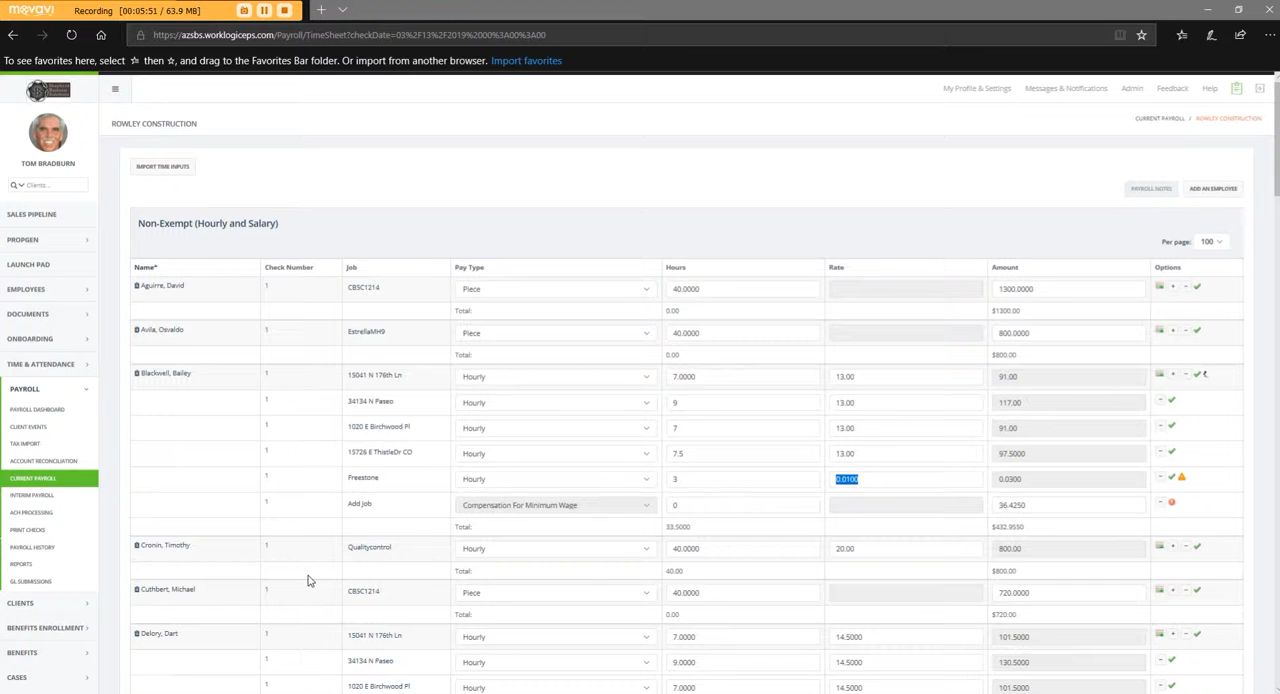 movavi Recording (00:05:51 / 63.9 MB)
https://azsbs.worklogiceps.com/Payroll/TimeSheet?checkDate=03%2F13%2F2019%2000%3A00%3A00
To see favorites here, select ☆ then ☆, and drag to the Favorites Bar folder. Or import from another browser. Import favorites
My Profile & Settings Messages & Notifications Admin Feedback Help
ROWLEY CONSTRUCTION
CURRENT PAYROLL / ROWLEY CONSTRUCTION
TOM BRADBURN
Clients...
SALES PIPELINE
PROPGEN
LAUNCH PAD
EMPLOYEES
DOCUMENTS
ONBOARDING
TIME & ATTENDANCE
PAYROLL
PAYROLL DASHBOARD
CLIENT EVENTS
TAX IMPORT
ACCOUNT RECONCILIATION
CURRENT PAYROLL
INTERIM PAYROLL
ACH PROCESSING
PRINT CHECKS
PAYROLL HISTORY
REPORTS
GL SUBMISSIONS
CLIENTS
BENEFITS ENROLLMENT
BENEFITS
CASES
IMPORT TIME INPUTS
PAYROLL NOTES ADD AN EMPLOYEE
Non-Exempt (Hourly and Salary)
Per page: 100
Name* Check Number Job Pay Type Hours Rate Amount Options
Aguirre, David 1 CBSC1214 Piece 40.0000 1300.0000
Total: 0.00 $1300.00
Avila, Osvaldo 1 EstrellaMH9 Piece 40.0000 800.0000
Total: 0.00 $800.00
Blackwell, Bailey 1 15041 N 176th Ln Hourly 7.0000 13.00 91.00
1 34134 N Paseo Hourly 9 13.00 117.00
1 1020 E Birchwood Pl Hourly 7 13.00 91.00
1 15726 E ThistleDr CO Hourly 7.5 13.00 97.5000
1 Freestone Hourly 3 0.0100 0.0300
1 Add Job Compensation For Minimum Wage 0 36.4250
Total: 33.5000 $432.9550
Cronin, Timothy 1 Qualitycontrol Hourly 40.0000 20.00 800.00
Total: 40.00 $800.00
Cuthbert, Michael 1 CBSC1214 Piece 40.0000 720.0000
Total: 0.00 $720.00
Delory, Dart 1 15041 N 176th Ln Hourly 7.0000 14.5000 101.5000
1 34134 N Paseo Hourly 9.0000 14.5000 130.5000
1 1020 E Birchwood Pl Hourly 7.0000 14.5000 101.5000